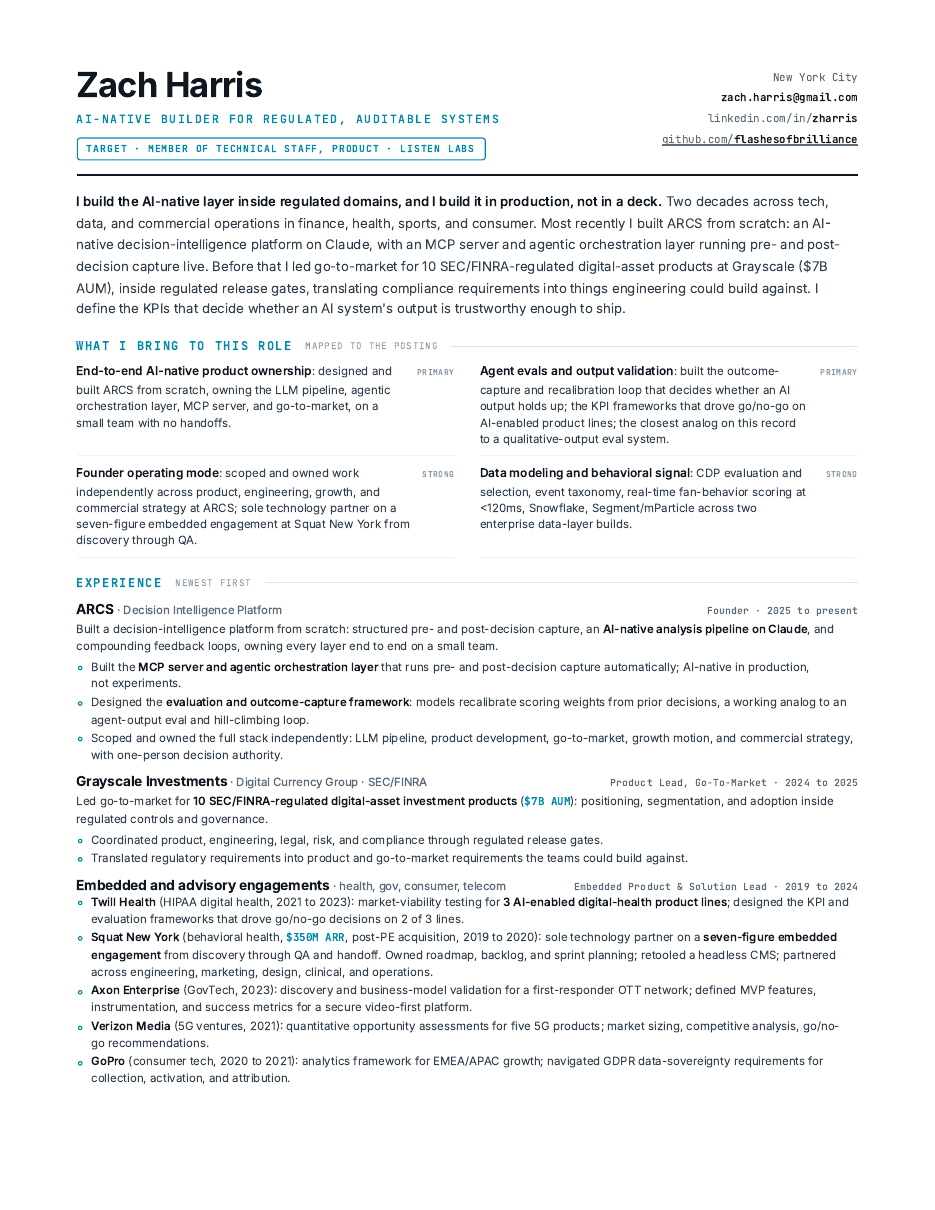 Zach Harris
AI-NATIVE BUILDER FOR REGULATED, AUDITABLE SYSTEMS
TARGET · MEMBER OF TECHNICAL STAFF, PRODUCT · LISTEN LABS
New York City
zach.harris@gmail.com
linkedin.com/in/zharris
github.com/flashesofbrilliance
I build the AI-native layer inside regulated domains, and I build it in production, not in a deck. Two decades across tech,
data, and commercial operations in finance, health, sports, and consumer. Most recently I built ARCS from scratch: an AI-
native decision-intelligence platform on Claude, with an MCP server and agentic orchestration layer running pre- and post-
decision capture live. Before that I led go-to-market for 10 SEC/FINRA-regulated digital-asset products at Grayscale ($7B
AUM), inside regulated release gates, translating compliance requirements into things engineering could build against. I
define the KPIs that decide whether an AI system's output is trustworthy enough to ship.
WHAT I BRING TO THIS ROLE MAPPED TO THE POSTING
End-to-end AI-native product ownership: designed and PRIMARY
built ARCS from scratch, owning the LLM pipeline, agentic
orchestration layer, MCP server, and go-to-market, on a
small team with no handoffs.
Agent evals and output validation: built the outcome- PRIMARY
capture and recalibration loop that decides whether an AI
output holds up; the KPI frameworks that drove go/no-go on
AI-enabled product lines; the closest analog on this record
to a qualitative-output eval system.
Founder operating mode: scoped and owned work STRONG
independently across product, engineering, growth, and
commercial strategy at ARCS; sole technology partner on a
seven-figure embedded engagement at Squat New York from
discovery through QA.
Data modeling and behavioral signal: CDP evaluation and STRONG
selection, event taxonomy, real-time fan-behavior scoring at
<120ms, Snowflake, Segment/mParticle across two
enterprise data-layer builds.
EXPERIENCE NEWEST FIRST
ARCS · Decision Intelligence Platform Founder · 2025 to present
Built a decision-intelligence platform from scratch: structured pre- and post-decision capture, an AI-native analysis pipeline on Claude, and
compounding feedback loops, owning every layer end to end on a small team.
Built the MCP server and agentic orchestration layer that runs pre- and post-decision capture automatically; AI-native in production,
not experiments.
Designed the evaluation and outcome-capture framework: models recalibrate scoring weights from prior decisions, a working analog to an
agent-output eval and hill-climbing loop.
Scoped and owned the full stack independently: LLM pipeline, product development, go-to-market, growth motion, and commercial strategy,
with one-person decision authority.
Grayscale Investments · Digital Currency Group · SEC/FINRA Product Lead, Go-To-Market · 2024 to 2025
Led go-to-market for 10 SEC/FINRA-regulated digital-asset investment products ($7B AUM): positioning, segmentation, and adoption inside
regulated controls and governance.
Coordinated product, engineering, legal, risk, and compliance through regulated release gates.
Translated regulatory requirements into product and go-to-market requirements the teams could build against.
Embedded and advisory engagements · health, gov, consumer, telecom Embedded Product & Solution Lead · 2019 to 2024
Twill Health (HIPAA digital health, 2021 to 2023): market-viability testing for 3 AI-enabled digital-health product lines; designed the KPI and
evaluation frameworks that drove go/no-go decisions on 2 of 3 lines.
Squat New York (behavioral health, $350M ARR, post-PE acquisition, 2019 to 2020): sole technology partner on a seven-figure embedded
engagement from discovery through QA and handoff. Owned roadmap, backlog, and sprint planning; retooled a headless CMS; partnered
across engineering, marketing, design, clinical, and operations.
Axon Enterprise (GovTech, 2023): discovery and business-model validation for a first-responder OTT network; defined MVP features,
instrumentation, and success metrics for a secure video-first platform.
Verizon Media (5G ventures, 2021): quantitative opportunity assessments for five 5G products; market sizing, competitive analysis, go/no-
go recommendations.
GoPro (consumer tech, 2020 to 2021): analytics framework for EMEA/APAC growth; navigated GDPR data-sovereignty requirements for
collection, activation, and attribution.